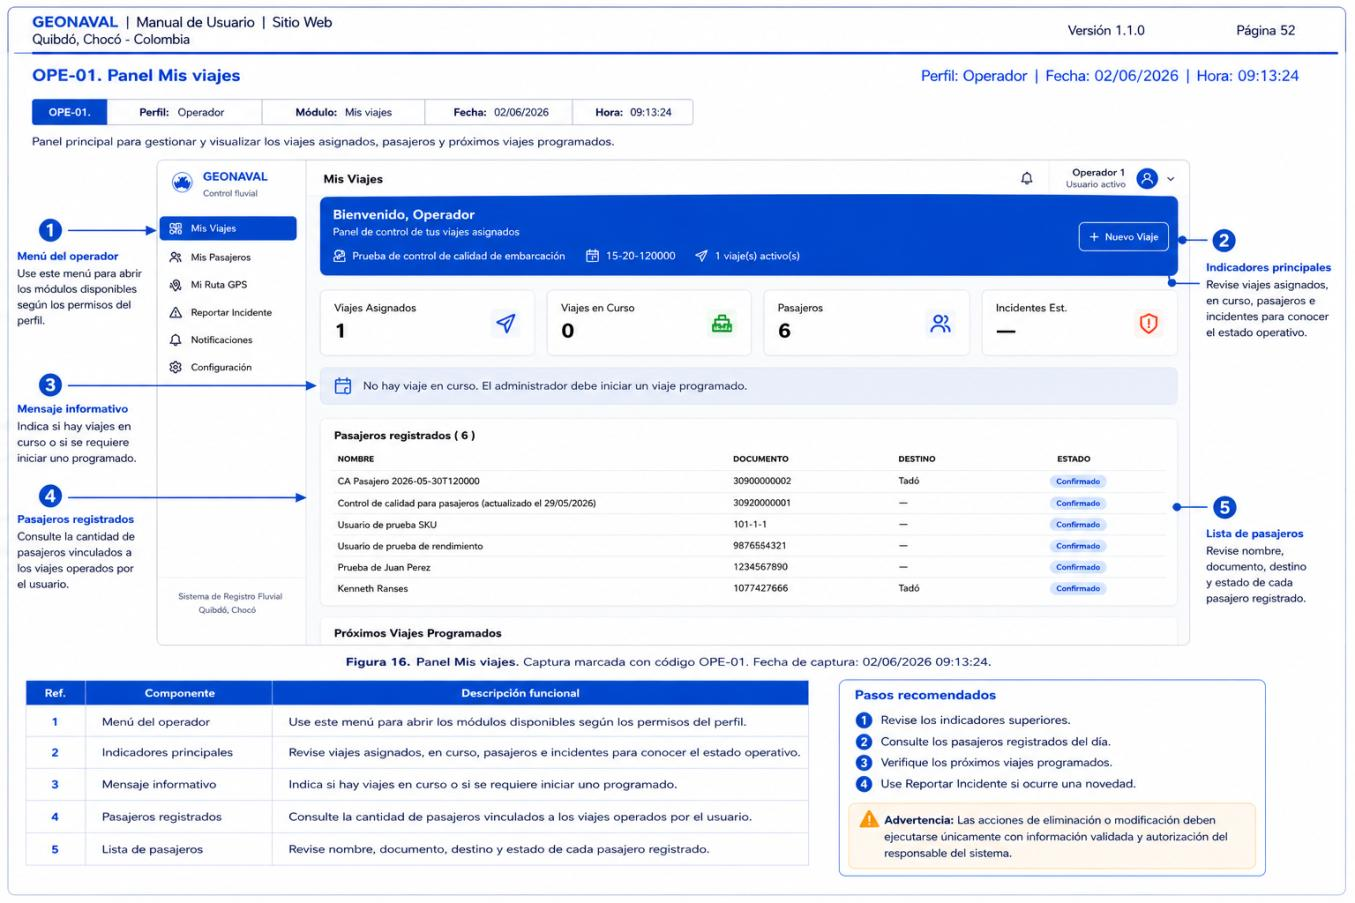 GEONAVAL | Manual de Usuario | Sitio Web
Quibdó, Chocó - Colombia
Versión 1.1.0
Página 52
OPE-01. Panel Mis viajes
Perfil: Operador | Fecha: 02/06/2026 | Hora: 09:13:24
OPE-01.
Perfil: Operador
Módulo: Mis viajes
Fecha: 02/06/2026
Hora: 09:13:24
Panel principal para gestionar y visualizar los viajes asignados, pasajeros y próximos viajes programados.
GEONAVAL
Control fluvial
Mis Viajes
Mis Pasajeros
Mi Ruta GPS
Reportar Incidente
Notificaciones
Configuración
Sistema de Registro Fluvial
Quibdó, Chocó
Mis Viajes
Operador 1
Usuario activo
Bienvenido, Operador
Panel de control de tus viajes asignados
Prueba de control de calidad de embarcación
15-20-120000
1 viaje(s) activo(s)
+ Nuevo Viaje
Viajes Asignados
1
Viajes en Curso
0
Pasajeros
6
Incidentes Est.
—
No hay viaje en curso. El administrador debe iniciar un viaje programado.
Pasajeros registrados ( 6 )
NOMBRE DOCUMENTO DESTINO ESTADO
CA Pasajero 2026-05-30T120000 30900000002 Tadó Confirmado
Control de calidad para pasajeros (actualizado el 29/05/2026) 30920000001 — Confirmado
Usuario de prueba SKU 101-1-1 — Confirmado
Usuario de prueba de rendimiento 9876554321 — Confirmado
Prueba de Juan Perez 1234567890 — Confirmado
Kenneth Ranses 1077427666 Tadó Confirmado
Próximos Viajes Programados
1
Menú del operador
Use este menú para abrir
los módulos disponibles
según los permisos del
perfil.
3
Mensaje informativo
Indica si hay viajes en
curso o si se requiere
iniciar uno programado.
4
Pasajeros registrados
Consulte la cantidad de
pasajeros vinculados a
los viajes operados por
el usuario.
2
Indicadores principales
Revise viajes asignados,
en curso, pasajeros e
incidentes para conocer
el estado operativo.
5
Lista de pasajeros
Revise nombre,
documento, destino
y estado de cada
pasajero registrado.
Figura 16. Panel Mis viajes. Captura marcada con código OPE-01. Fecha de captura: 02/06/2026 09:13:24.
Ref. Componente Descripción funcional
1 Menú del operador Use este menú para abrir los módulos disponibles según los permisos del perfil.
2 Indicadores principales Revise viajes asignados, en curso, pasajeros e incidentes para conocer el estado operativo.
3 Mensaje informativo Indica si hay viajes en curso o si se requiere iniciar uno programado.
4 Pasajeros registrados Consulte la cantidad de pasajeros vinculados a los viajes operados por el usuario.
5 Lista de pasajeros Revise nombre, documento, destino y estado de cada pasajero registrado.
Pasos recomendados
1 Revise los indicadores superiores.
2 Consulte los pasajeros registrados del día.
3 Verifique los próximos viajes programados.
4 Use Reportar Incidente si ocurre una novedad.
Advertencia: Las acciones de eliminación o modificación deben
ejecutarse únicamente con información validada y autorización del
responsable del sistema.